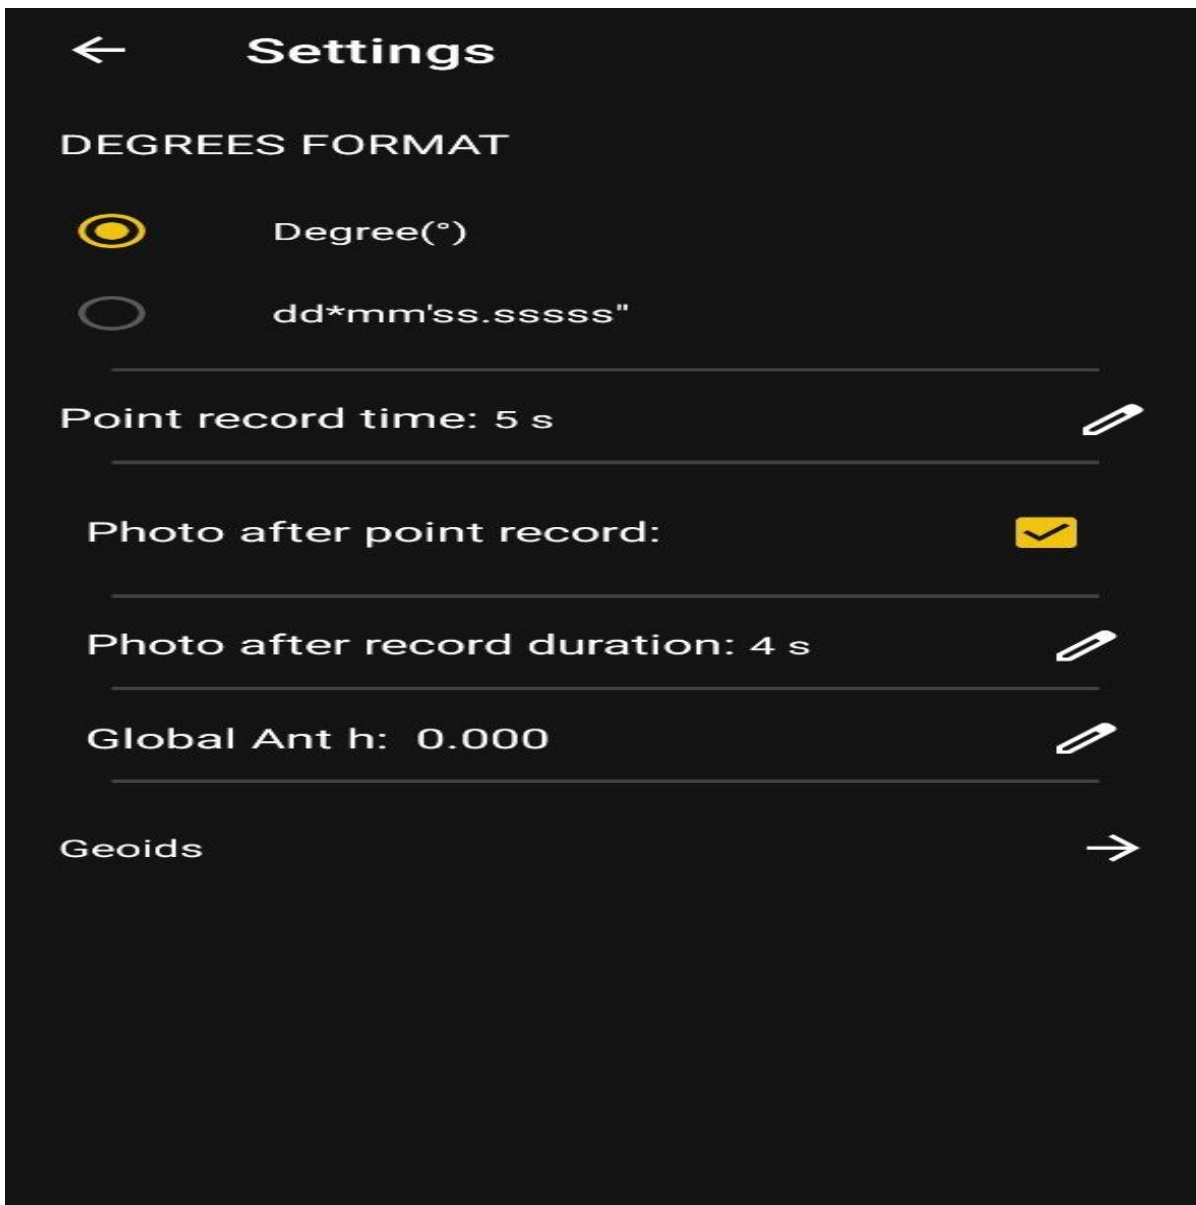 Settings
DEGREES FORMAT
Degree(°)
dd*mm'ss.sssss"
Point record time: 5 s
Photo after point record:
Photo after record duration: 4 s
Global Ant h: 0.000
Geoids